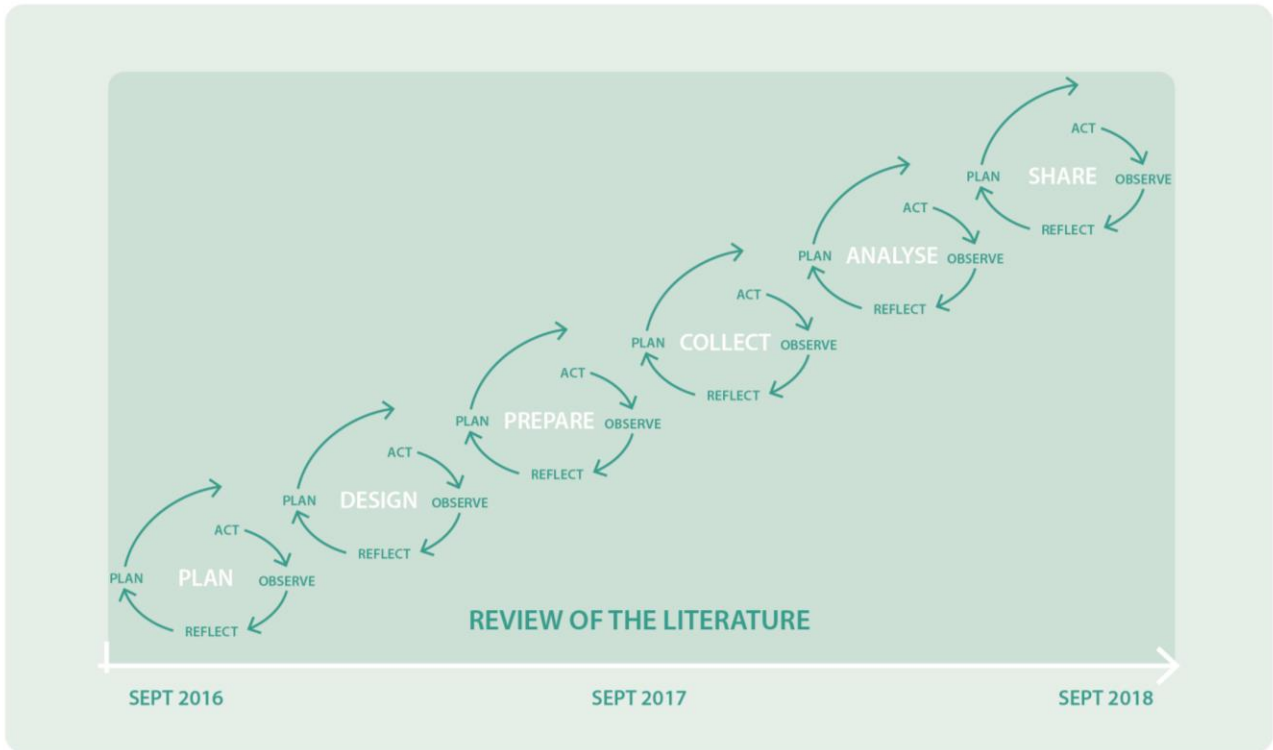 ACT
PLAN SHARE OBSERVE
REFLECT
ACT
PLAN ANALYSE OBSERVE
REFLECT
ACT
PLAN COLLECT OBSERVE
REFLECT
ACT
PLAN PREPARE OBSERVE
REFLECT
ACT
PLAN DESIGN OBSERVE
REFLECT
ACT
PLAN PLAN OBSERVE
REFLECT
REVIEW OF THE LITERATURE
SEPT 2016 SEPT 2017 SEPT 2018